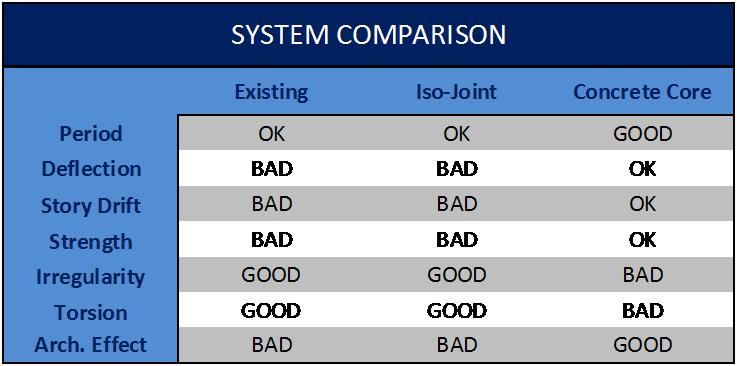 SYSTEM COMPARISON
Existing Iso-Joint Concrete Core
Period OK OK GOOD
Deflection BAD BAD OK
Story Drift BAD BAD OK
Strength BAD BAD OK
Irregularity GOOD GOOD BAD
Torsion GOOD GOOD BAD
Arch. Effect BAD BAD GOOD